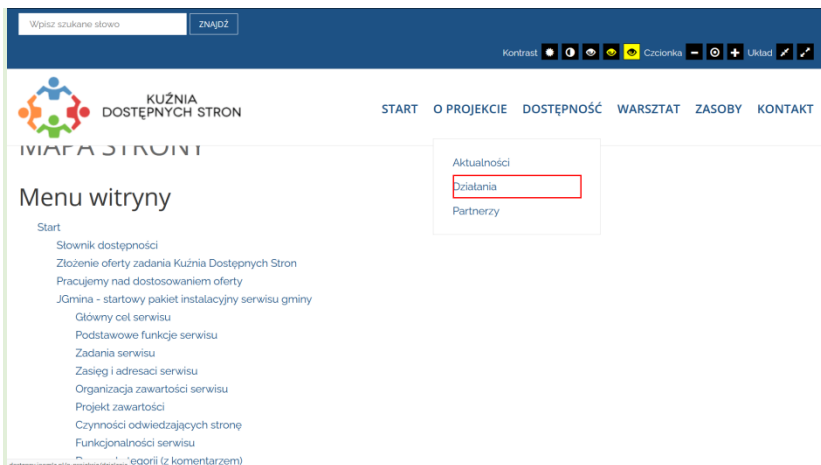 Wpisz szukane słowo ZNAJDŹ
Kontrast Czcionka Układ
KUŹNIA
DOSTĘPNYCH STRON
START O PROJEKCIE DOSTĘPNOŚĆ WARSZTAT ZASOBY KONTAKT
MAPA STRONY
Aktualności
Działania
Partnerzy
Menu witryny
Start
Słownik dostępności
Złożenie oferty zadania Kuźnia Dostępnych Stron
Pracujemy nad dostosowaniem oferty
JGmina - startowy pakiet instalacyjny serwisu gminy
Główny cel serwisu
Podstawowe funkcje serwisu
Zadania serwisu
Zasięg i adresaci serwisu
Organizacja zawartości serwisu
Projekt zawartości
Czynności odwiedzających stronę
Funkcjonalności serwisu
(z komentarzem)